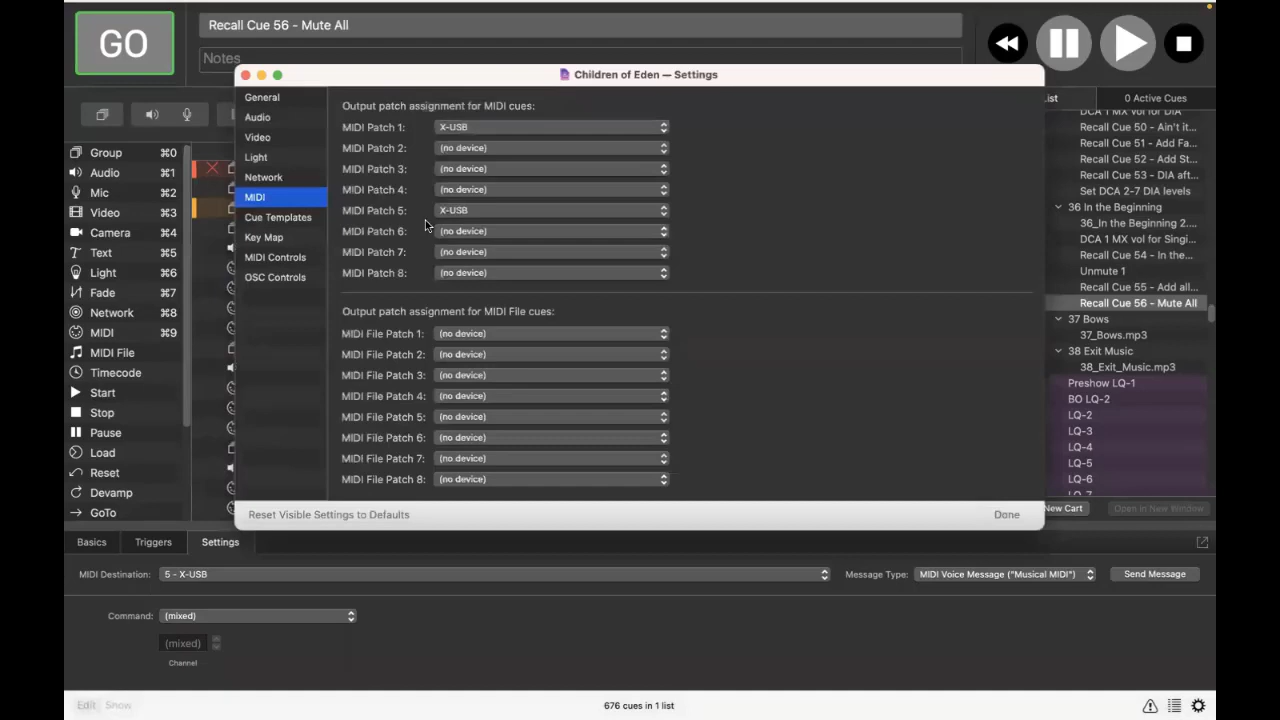 GO
Recall Cue 56 - Mute All
Notes
Children of Eden — Settings
General
Audio
Video
Light
Network
MIDI
Cue Templates
Key Map
MIDI Controls
OSC Controls
Output patch assignment for MIDI cues:
MIDI Patch 1: X-USB
MIDI Patch 2: (no device)
MIDI Patch 3: (no device)
MIDI Patch 4: (no device)
MIDI Patch 5: X-USB
MIDI Patch 6: (no device)
MIDI Patch 7: (no device)
MIDI Patch 8: (no device)
Output patch assignment for MIDI File cues:
MIDI File Patch 1: (no device)
MIDI File Patch 2: (no device)
MIDI File Patch 3: (no device)
MIDI File Patch 4: (no device)
MIDI File Patch 5: (no device)
MIDI File Patch 6: (no device)
MIDI File Patch 7: (no device)
MIDI File Patch 8: (no device)
Reset Visible Settings to Defaults
Done
Group ⌘0
Audio ⌘1
Mic ⌘2
Video ⌘3
Camera ⌘4
Text ⌘5
Light ⌘6
Fade ⌘7
Network ⌘8
MIDI ⌘9
MIDI File
Timecode
Start
Stop
Pause
Load
Reset
Devamp
GoTo
ist
0 Active Cues
DCA 1 MX vol for DIA
Recall Cue 50 - Ain't it...
Recall Cue 51 - Add Fa...
Recall Cue 52 - Add St...
Recall Cue 53 - DIA aft...
Set DCA 2-7 DIA levels
36 In the Beginning
36_In the Beginning 2....
DCA 1 MX vol for Singi...
Recall Cue 54 - In the...
Unmute 1
Recall Cue 55 - Add all...
Recall Cue 56 - Mute All
37 Bows
37_Bows.mp3
38 Exit Music
38_Exit_Music.mp3
Preshow LQ-1
BO LQ-2
LQ-2
LQ-3
LQ-4
LQ-5
LQ-6
LQ-7
New Cart
Open in New Window
Basics
Triggers
Settings
MIDI Destination: 5 - X-USB
Message Type: MIDI Voice Message ("Musical MIDI")
Send Message
Command: (mixed)
(mixed)
Channel
Edit Show
676 cues in 1 list